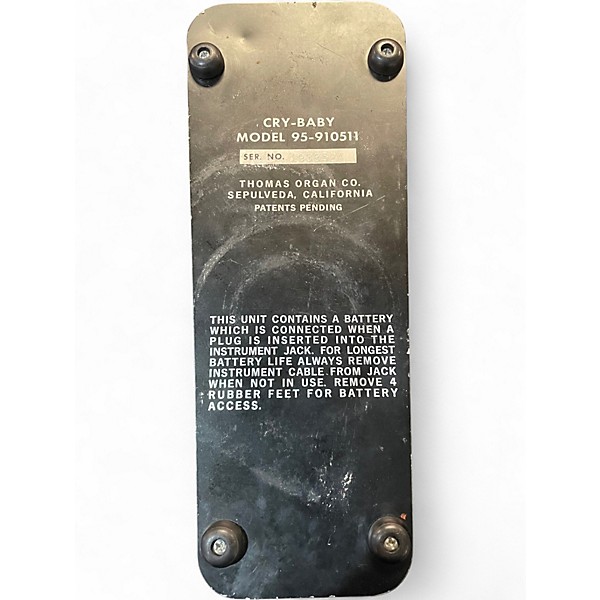 CRY-BABY
MODEL 95-910511
SER. NO.
THOMAS ORGAN CO.
SEPULVEDA, CALIFORNIA
PATENTS PENDING
THIS UNIT CONTAINS A BATTERY
WHICH IS CONNECTED WHEN A
PLUG IS INSERTED INTO THE
INSTRUMENT JACK. FOR LONGEST
BATTERY LIFE ALWAYS REMOVE
INSTRUMENT CABLE FROM JACK
WHEN NOT IN USE. REMOVE 4
RUBBER FEET FOR BATTERY
ACCESS.